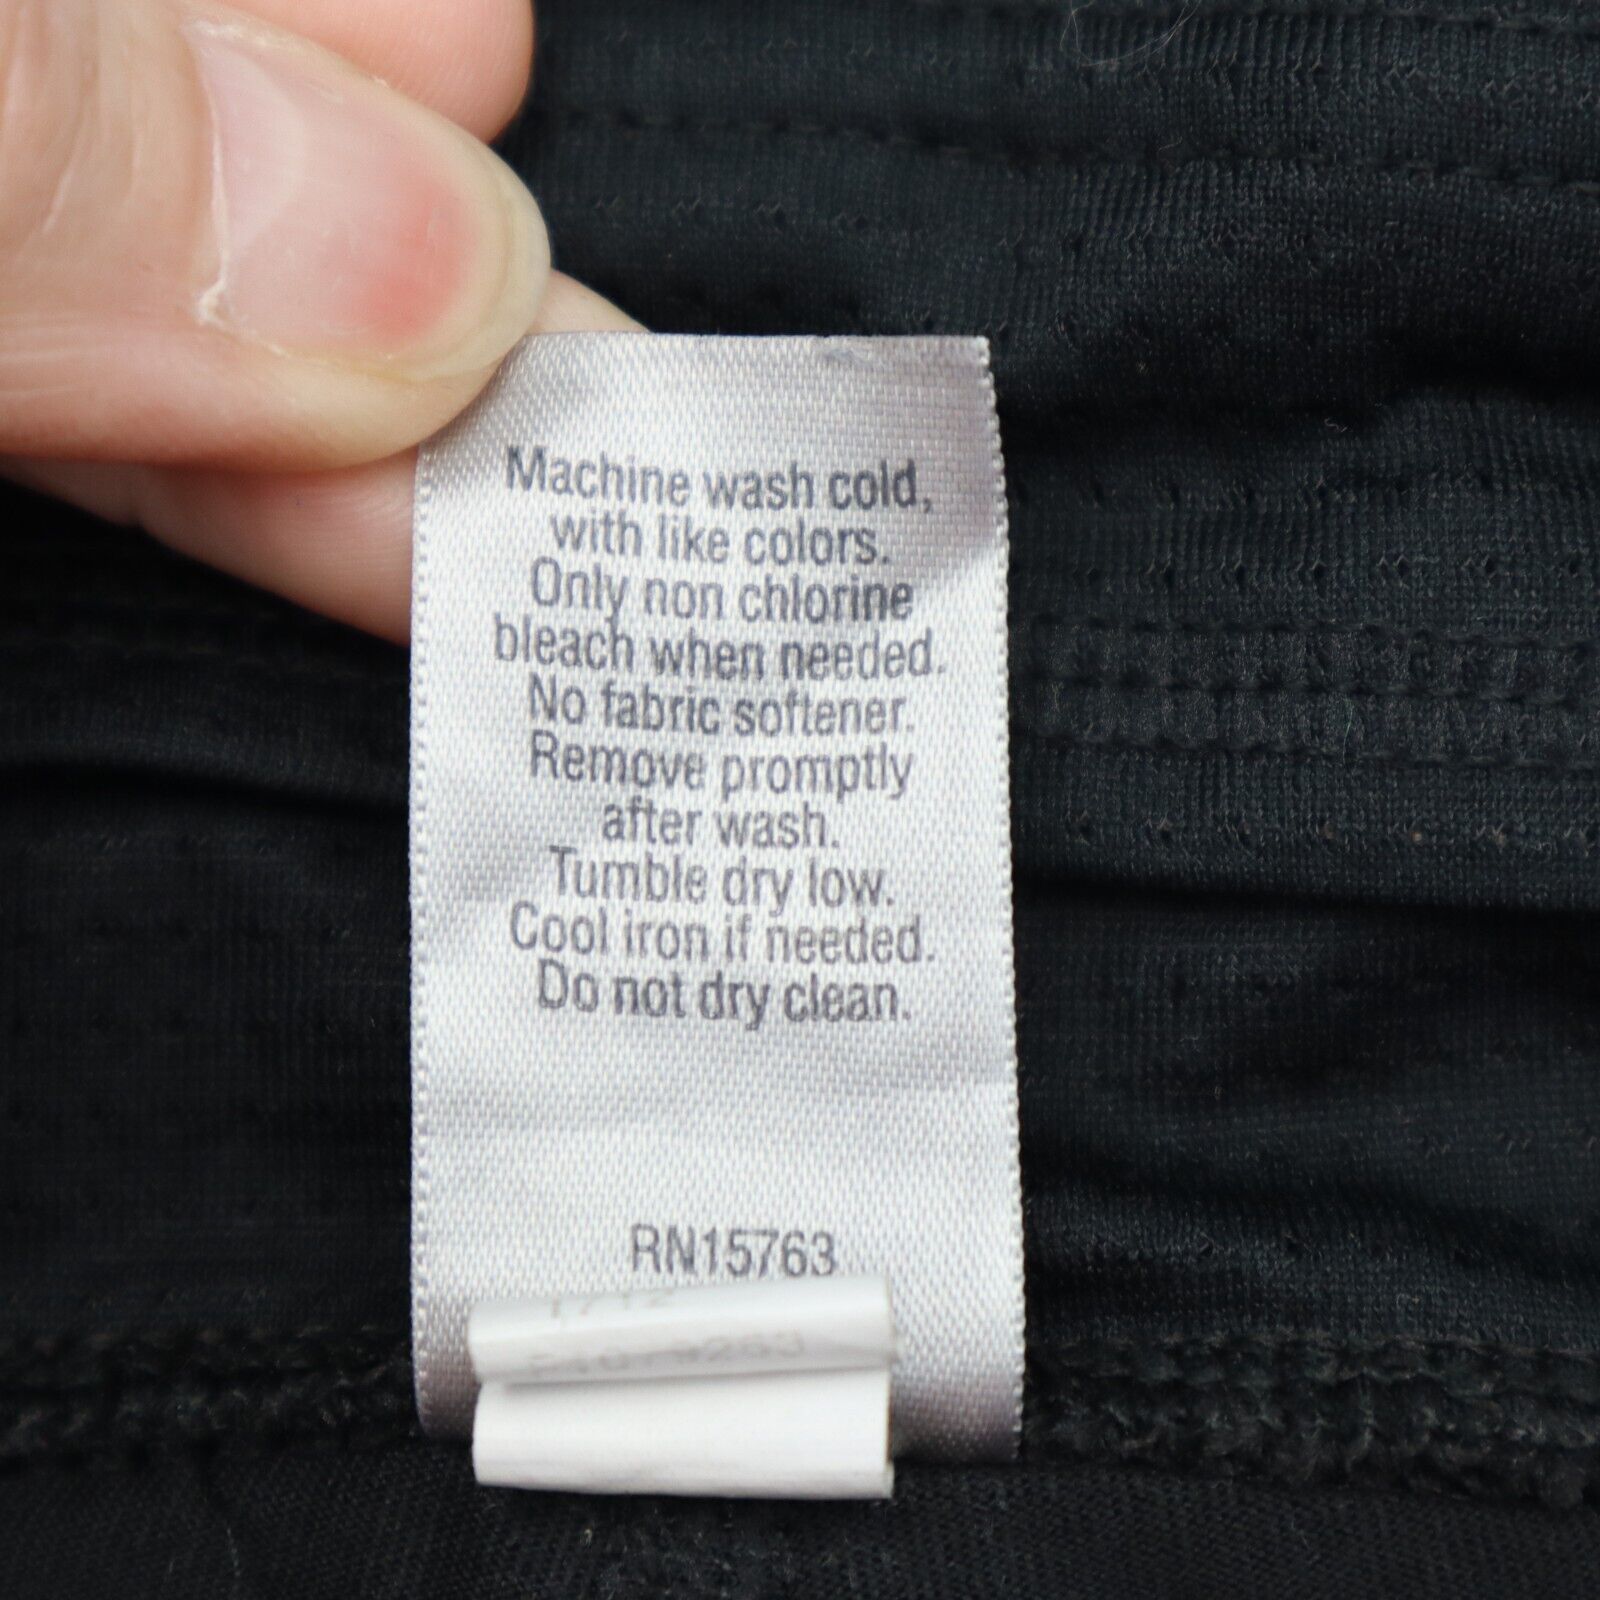 Machine wash cold,
with like colors.
Only non chlorine
bleach when needed.
No fabric softener.
Remove promptly
after wash.
Tumble dry low.
Cool iron if needed.
Do not dry clean.
RN15763